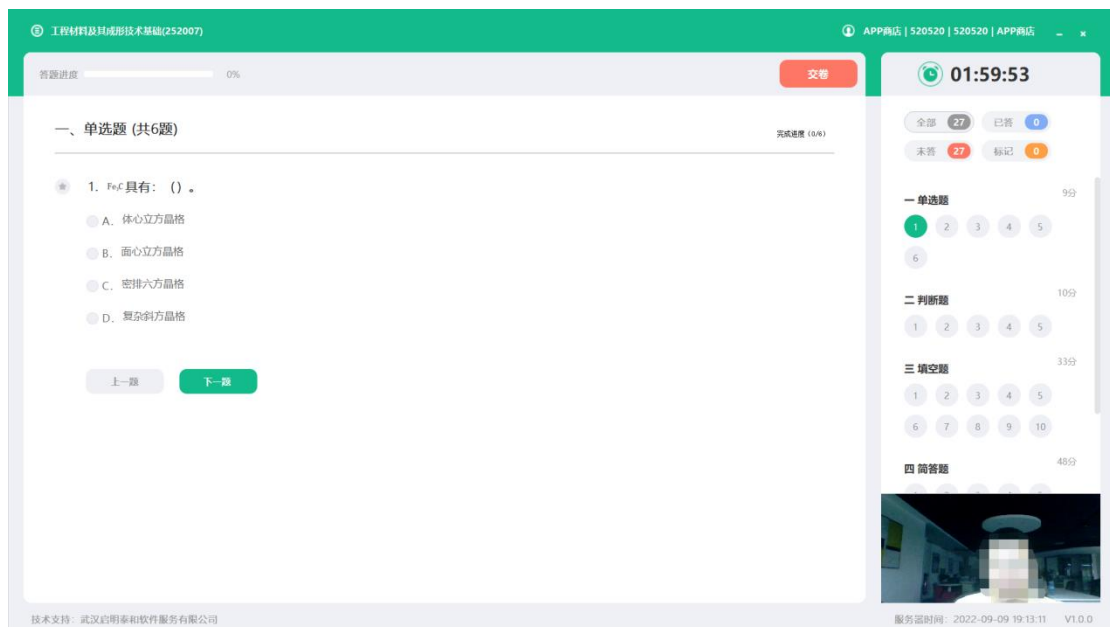 工程材料及其成形技术基础(252007)
APP商店 | 520520 | 520520 | APP商店
答题进度 0%
交卷
01:59:53
一、单选题 (共6题)
完成进度 (0/6)
全部 27 已答 0
未答 27 标记 0
1. Fe₃C 具有: () 。
A. 体心立方晶格
B. 面心立方晶格
C. 密排六方晶格
D. 复杂斜方晶格
上一题 下一题
一 单选题 9分
1 2 3 4 5
6
二 判断题 10分
1 2 3 4 5
三 填空题 33分
1 2 3 4 5
6 7 8 9 10
四 简答题 48分
技术支持: 武汉启明泰和软件服务有限公司
服务器时间: 2022-09-09 19:13:11 V1.0.0